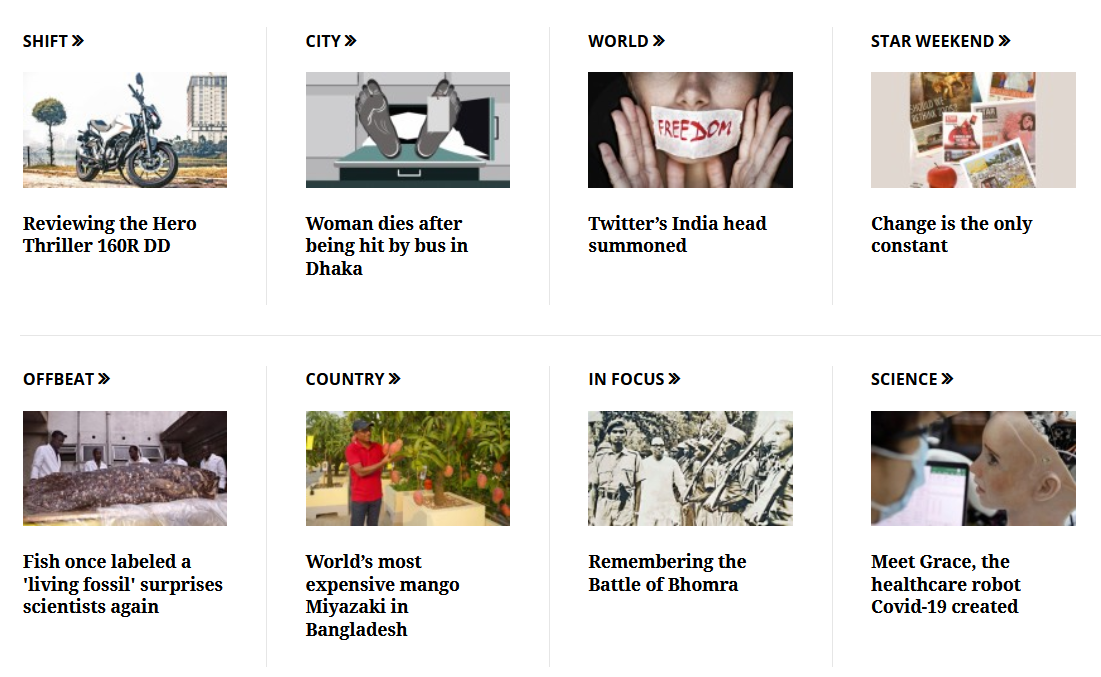 SHIFT »
CITY »
WORLD »
STAR WEEKEND »
FREEDOM
SHOULD WE
RETHINK
Reviewing the Hero
Thriller 160R DD
Woman dies after
being hit by bus in
Dhaka
Twitter’s India head
summoned
Change is the only
constant
OFFBEAT »
COUNTRY »
IN FOCUS »
SCIENCE »
Fish once labeled a
'living fossil' surprises
scientists again
World’s most
expensive mango
Miyazaki in
Bangladesh
Remembering the
Battle of Bhomra
Meet Grace, the
healthcare robot
Covid-19 created